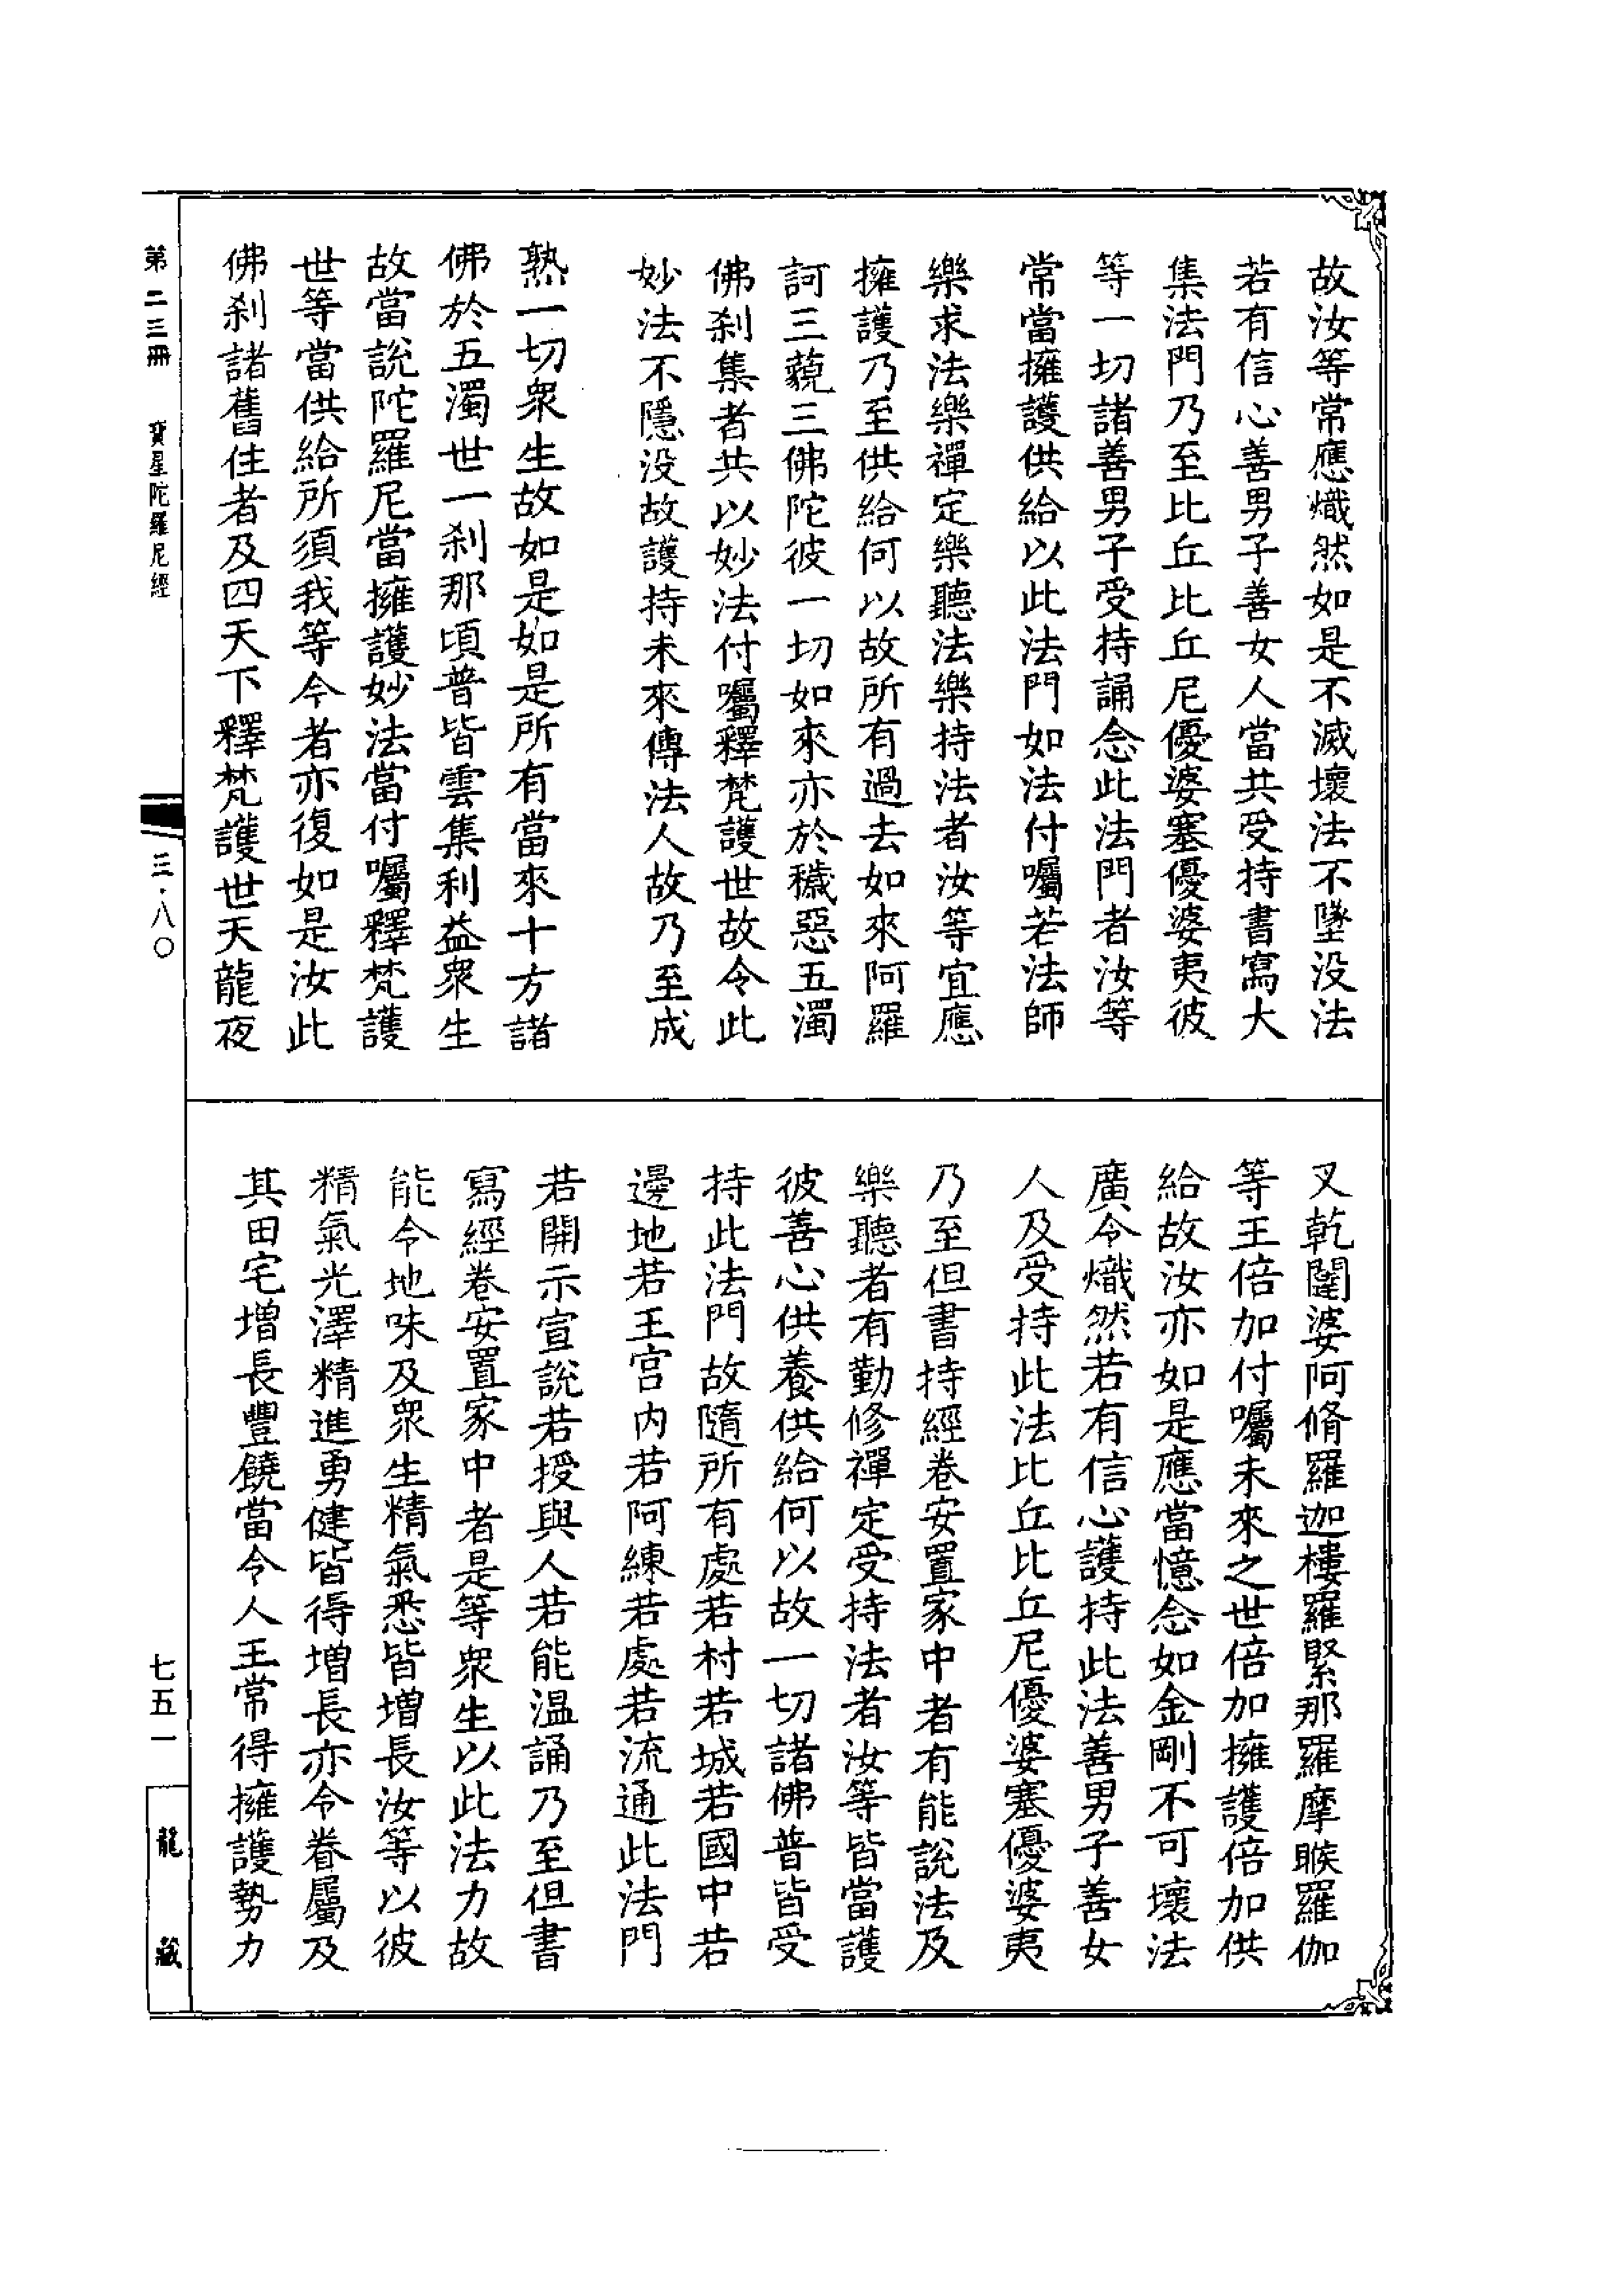 故汝等常應熾然如是不滅壞法不墜没法
若有信心善男子善女人當共受持書寫大
集法門乃至比丘比丘尼優婆塞優婆夷彼
等一切諸善男子受持誦念此法門者汝等
常當擁護供給以此法門如法付囑若法師
樂求法樂禪定樂聽法樂持法者汝等宜應
擁護乃至供給何以故所有過去如來阿羅
訶三藐三佛陀彼一切如來亦於穢惡五濁
佛刹集者共以妙法付囑釋梵護世故令此
妙法不隱没故護持未來傳法人故乃至成
熟一切衆生故如是如是所有當來十方諸
佛於五濁世一刹那頃普皆雲集利益衆生
故當說陀羅尼當擁護妙法當付囑釋梵護
世等當供給所須我等今者亦復如是汝此
佛刹諸舊住者及四天下釋梵護世天龍夜
叉乾闥婆阿脩羅迦樓羅緊那羅摩睺羅伽
等王倍加付囑未來之世倍加擁護倍加供
給故汝亦如是應當憶念如金剛不可壞法
廣令熾然若有信心護持此法善男子善女
人及受持此法比丘比丘尼優婆塞優婆夷
乃至但書持經卷安置家中者有能說法及
樂聽者有勤修禪定受持法者汝等皆當護
彼善心供養供給何以故一切諸佛普皆受
持此法門故隨所有處若村若城若國中若
邊地若王宫内若阿練若處若流通此法門
若開示宣說若授與人若能温誦乃至但書
寫經卷安置家中者是等衆生以此法力故
能令地味及衆生精氣悉皆增長汝等以彼
精氣光澤精進勇健皆得增長亦令眷屬及
其田宅增長豐饒當令人王常得擁護勢力
第二三冊 寶星陀羅尼經
三·八〇
七五一
龍藏